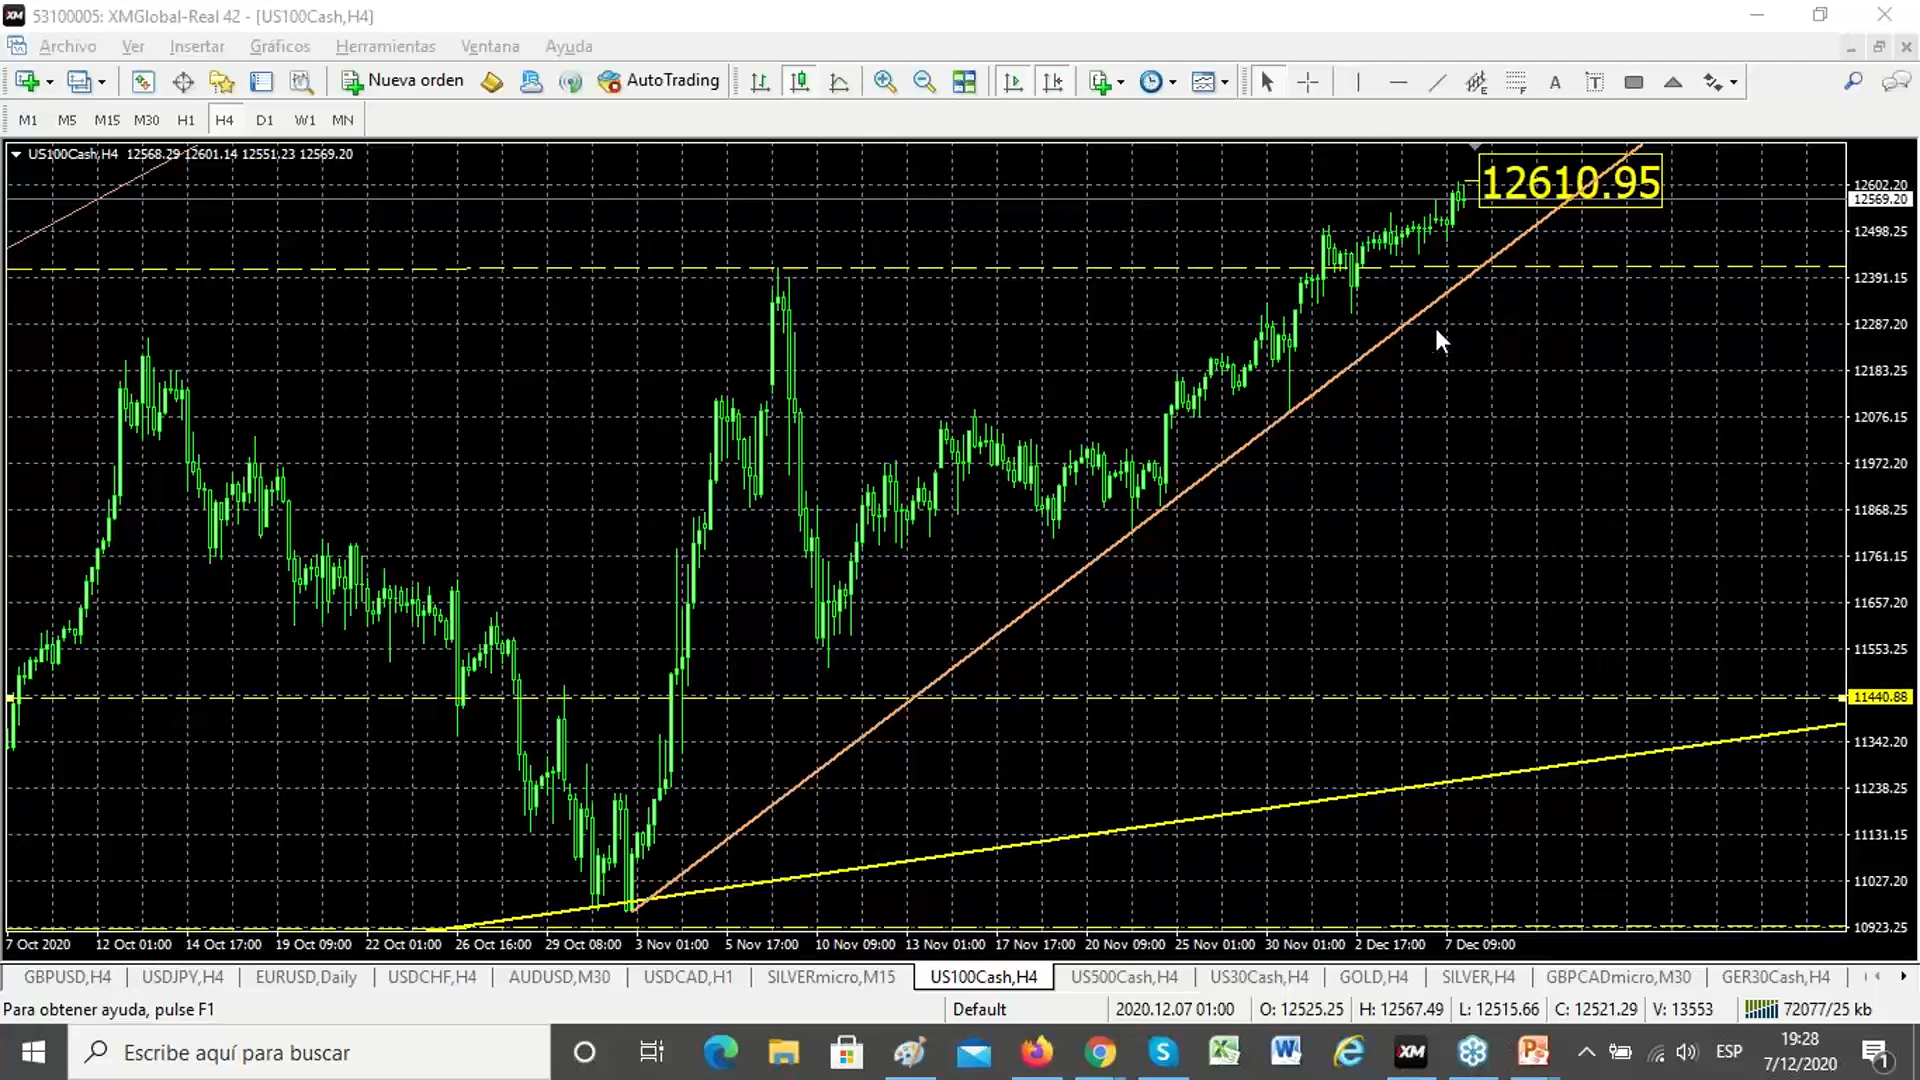 53100005: XMGlobal-Real 42 - [US100Cash,H4]
Archivo Ver Insertar Gráficos Herramientas Ventana Ayuda
Nueva orden AutoTrading
M1 M5 M15 M30 H1 H4 D1 W1 MN
US100Cash,H4 12568.29 12601.14 12551.23 12569.20
12610.95
12602.20
12569.20
12498.25
12391.15
12287.20
12183.25
12076.15
11972.20
11868.25
11761.15
11657.20
11553.25
11440.88
11342.20
11238.25
11131.15
11027.20
10923.25
7 Oct 2020 12 Oct 01:00 14 Oct 17:00 19 Oct 09:00 22 Oct 01:00 26 Oct 16:00 29 Oct 08:00 3 Nov 01:00 5 Nov 17:00 10 Nov 09:00 13 Nov 01:00 17 Nov 17:00 20 Nov 09:00 25 Nov 01:00 30 Nov 01:00 2 Dec 17:00 7 Dec 09:00
GBPUSD,H4 USDJPY,H4 EURUSD,Daily USDCHF,H4 AUDUSD,M30 USDCAD,H1 SILVERmicro,M15 US100Cash,H4 US500Cash,H4 US30Cash,H4 GOLD,H4 SILVER,H4 GBPCADmicro,M30 GER30Cash,H4
Para obtener ayuda, pulse F1 Default 2020.12.07 01:00 O: 12525.25 H: 12567.49 L: 12515.66 C: 12521.29 V: 13553 72077/25 kb
Escribe aquí para buscar
ESP
19:28
7/12/2020
1